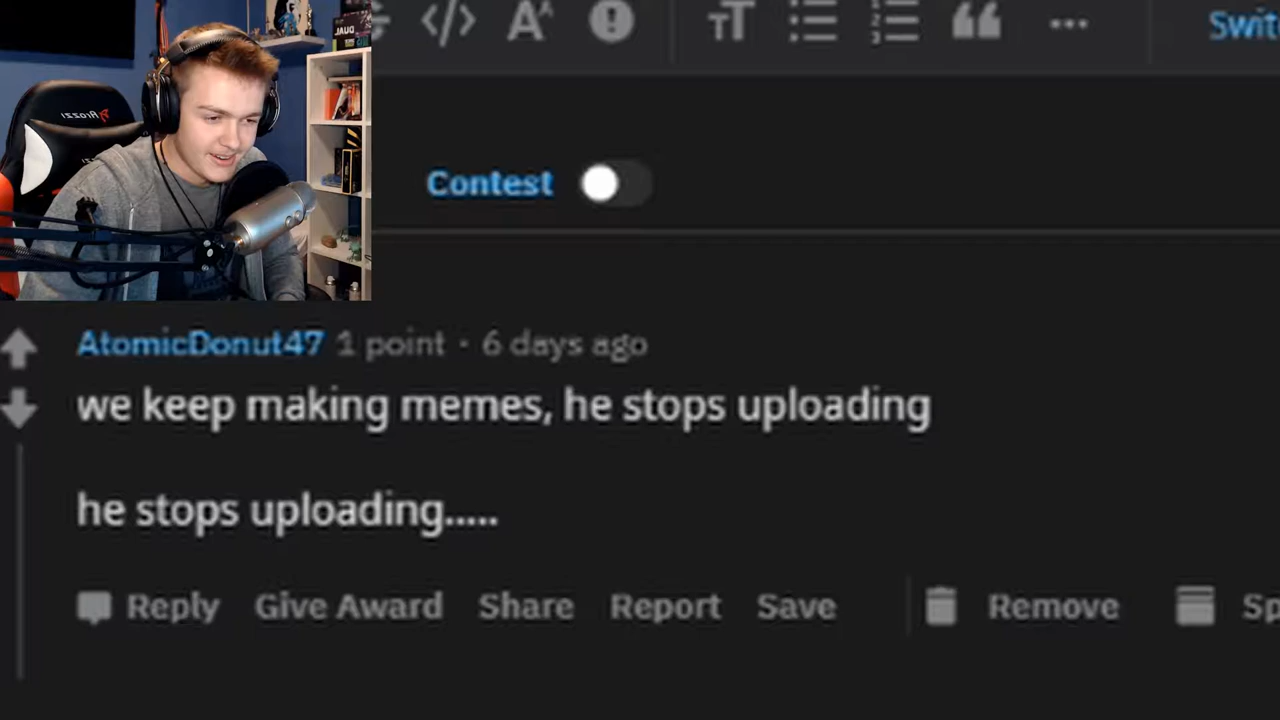 Contest
AtomicDonut47 1 point · 6 days ago
we keep making memes, he stops uploading
he stops uploading.....
Reply Give Award Share Report Save Remove